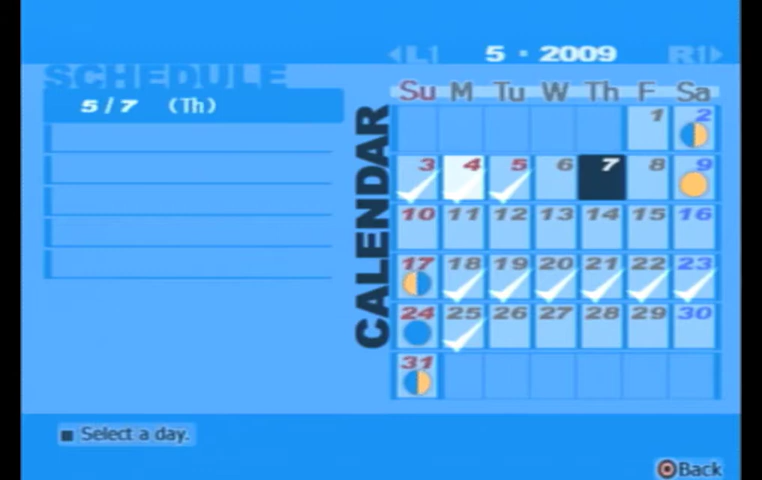 L1 5 · 2009 R1
SCHEDULE
5/7 (Th)
CALENDAR
Su M Tu W Th F Sa
1 2
3 4 5 6 7 8 9
10 11 12 13 14 15 16
17 18 19 20 21 22 23
24 25 26 27 28 29 30
31
Select a day.
Back